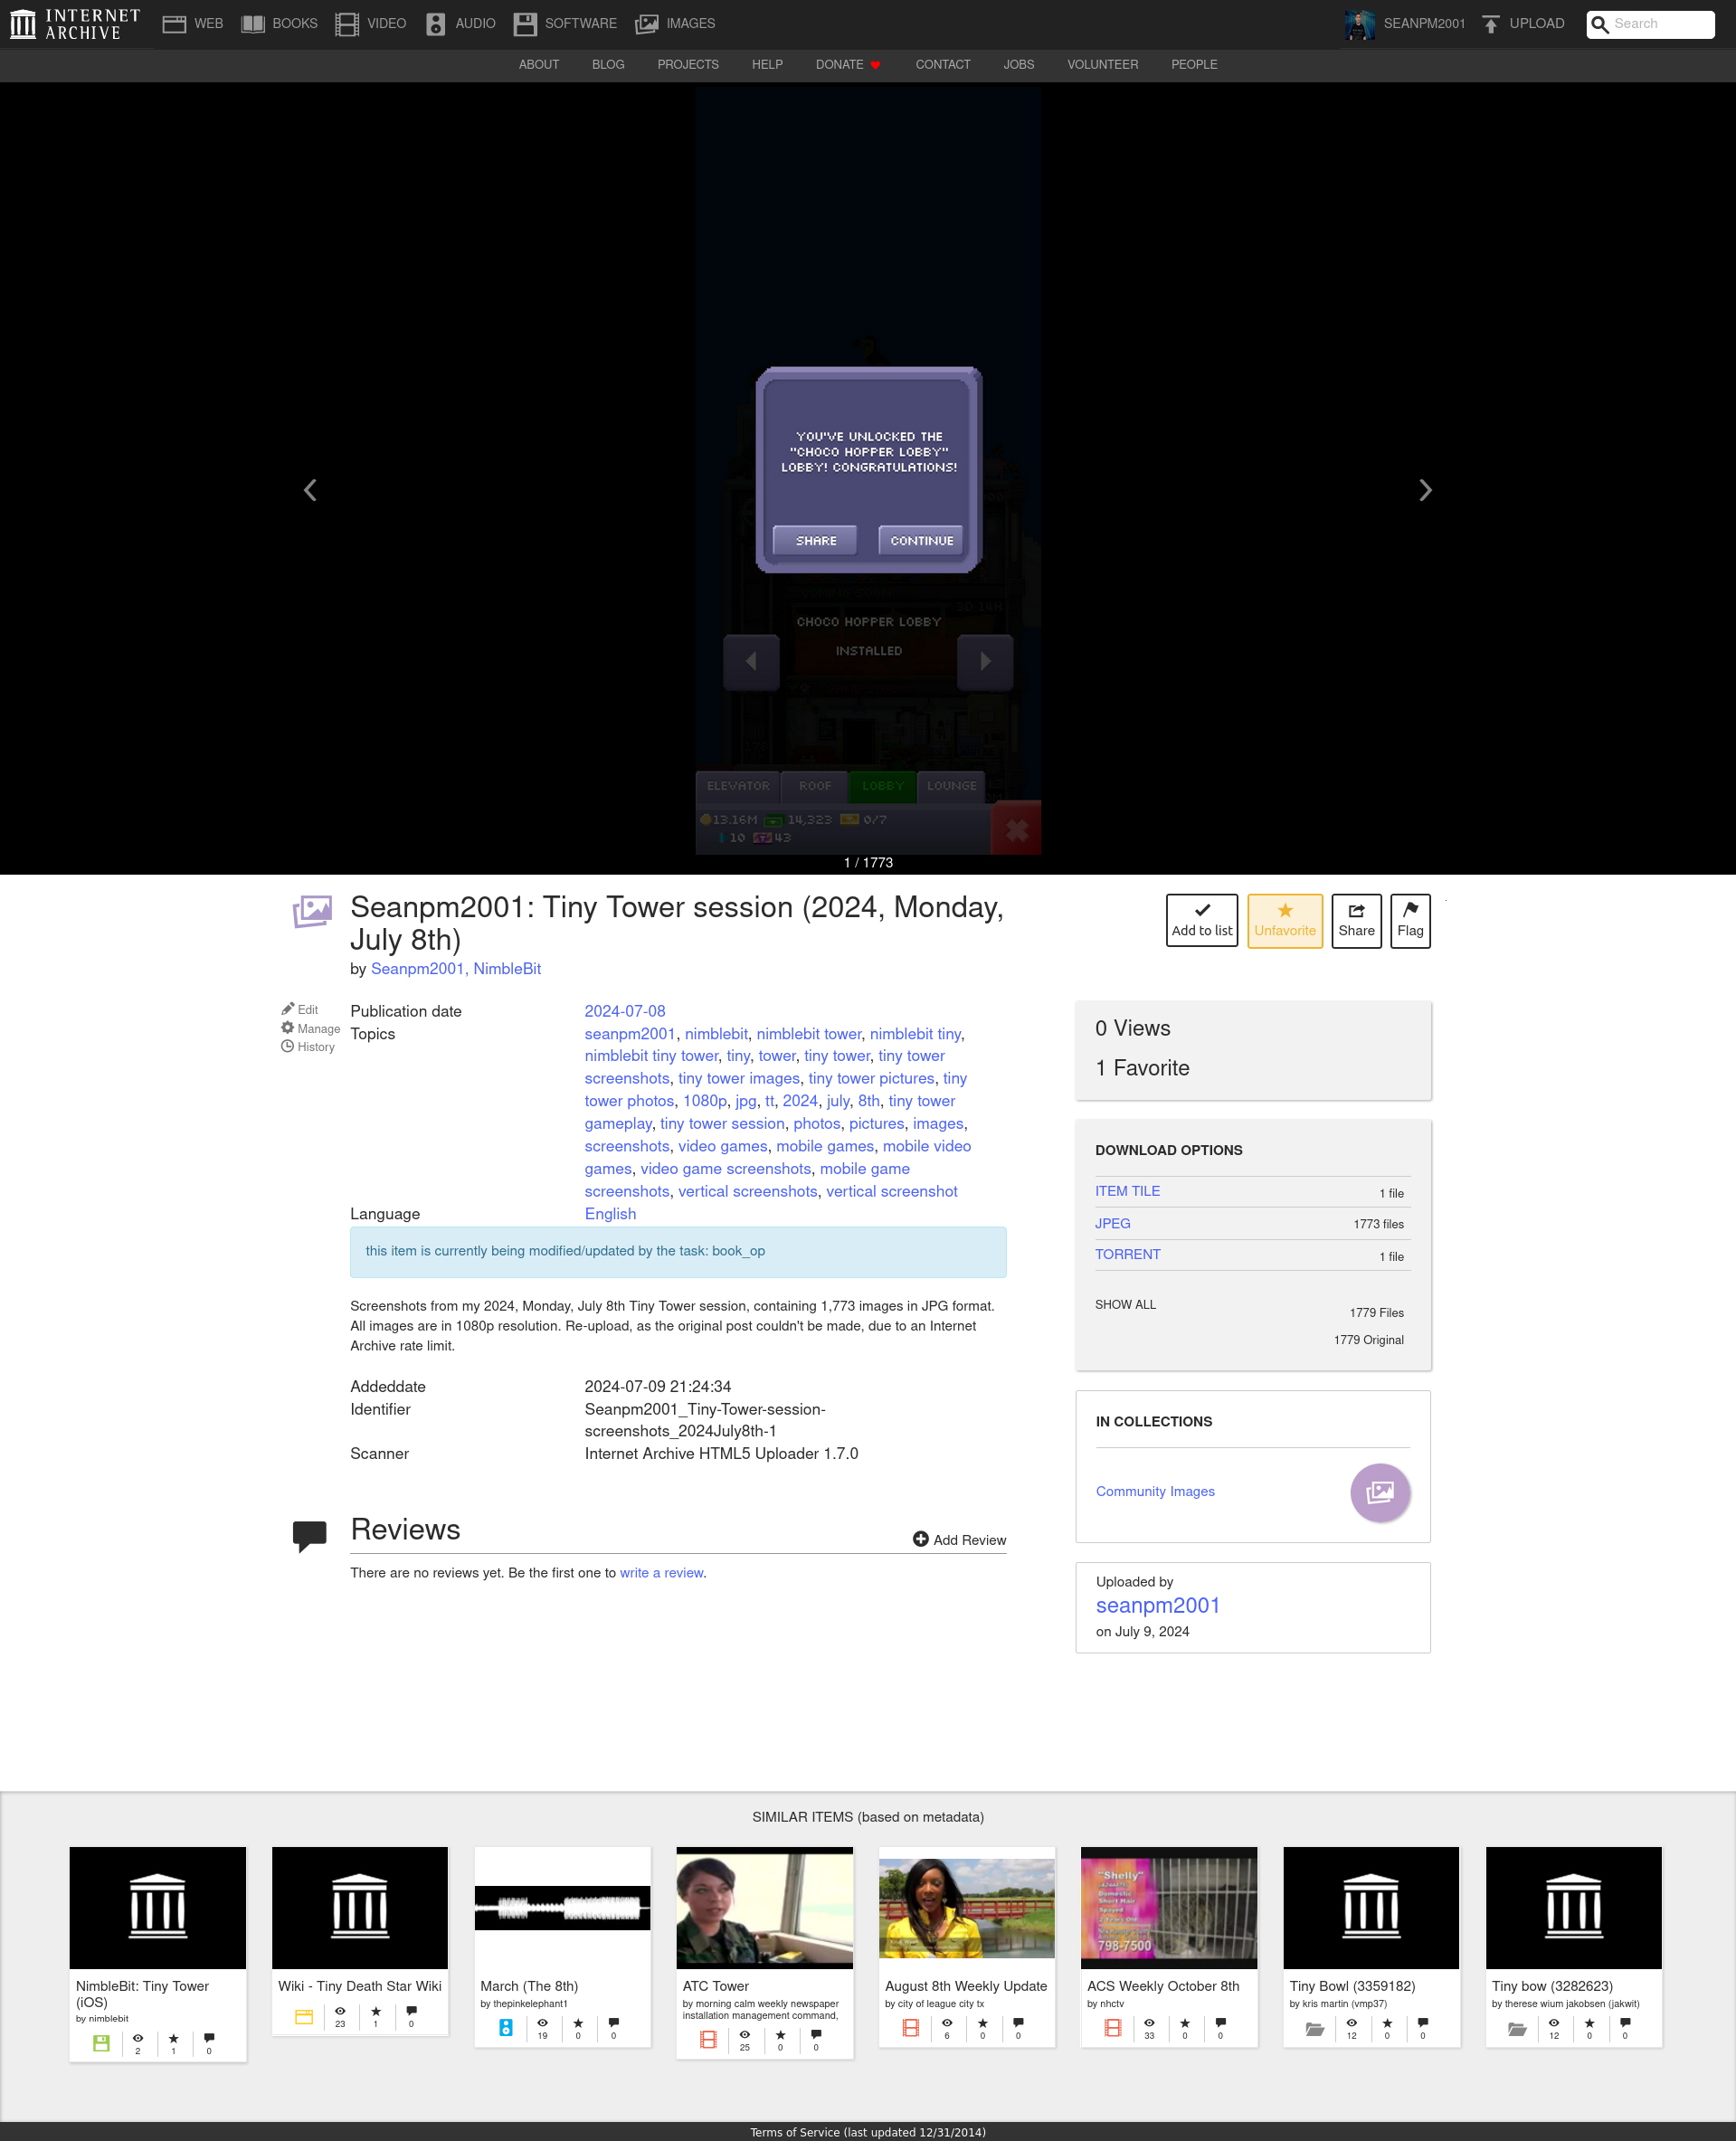 INTERNET
ARCHIVE
WEB
BOOKS
VIDEO
AUDIO
SOFTWARE
IMAGES
SEANPM2001
UPLOAD
Search
ABOUT
BLOG
PROJECTS
HELP
DONATE
CONTACT
JOBS
VOLUNTEER
PEOPLE
YOU'VE UNLOCKED THE
"CHOCO HOPPER LOBBY"
LOBBY! CONGRATULATIONS!
SHARE
CONTINUE
CHOCO HOPPER LOBBY
INSTALLED
ELEVATOR
ROOF
LOBBY
LOUNGE
13.16M 14,323 0/7
10 43
1 / 1773
Seanpm2001: Tiny Tower session (2024, Monday,
July 8th)
by Seanpm2001, NimbleBit
Add to list
Unfavorite
Share
Flag
Edit
Manage
History
Publication date 2024-07-08
Topics seanpm2001, nimblebit, nimblebit tower, nimblebit tiny,
nimblebit tiny tower, tiny, tower, tiny tower, tiny tower
screenshots, tiny tower images, tiny tower pictures, tiny
tower photos, 1080p, jpg, tt, 2024, july, 8th, tiny tower
gameplay, tiny tower session, photos, pictures, images,
screenshots, video games, mobile games, mobile video
games, video game screenshots, mobile game
screenshots, vertical screenshots, vertical screenshot
Language English
this item is currently being modified/updated by the task: book_op
Screenshots from my 2024, Monday, July 8th Tiny Tower session, containing 1,773 images in JPG format.
All images are in 1080p resolution. Re-upload, as the original post couldn't be made, due to an Internet
Archive rate limit.
Addeddate 2024-07-09 21:24:34
Identifier Seanpm2001_Tiny-Tower-session-
screenshots_2024July8th-1
Scanner Internet Archive HTML5 Uploader 1.7.0
Reviews
Add Review
There are no reviews yet. Be the first one to write a review.
0 Views
1 Favorite
DOWNLOAD OPTIONS
ITEM TILE 1 file
JPEG 1773 files
TORRENT 1 file
SHOW ALL 1779 Files
1779 Original
IN COLLECTIONS
Community Images
Uploaded by
seanpm2001
on July 9, 2024
SIMILAR ITEMS (based on metadata)
NimbleBit: Tiny Tower
(iOS)
by nimblebit
2 1 0
Wiki - Tiny Death Star Wiki
23 1 0
March (The 8th)
by thepinkelephant1
19 0 0
ATC Tower
by morning calm weekly newspaper
installation management command,
25 0 0
August 8th Weekly Update
by city of league city tx
6 0 0
"Shelly"
Domestic
Short Hair
Spayed
798-7500
ACS Weekly October 8th
by nhctv
33 0 0
Tiny Bowl (3359182)
by kris martin (vmp37)
12 0 0
Tiny bow (3282623)
by therese wium jakobsen (jakwit)
12 0 0
Terms of Service (last updated 12/31/2014)